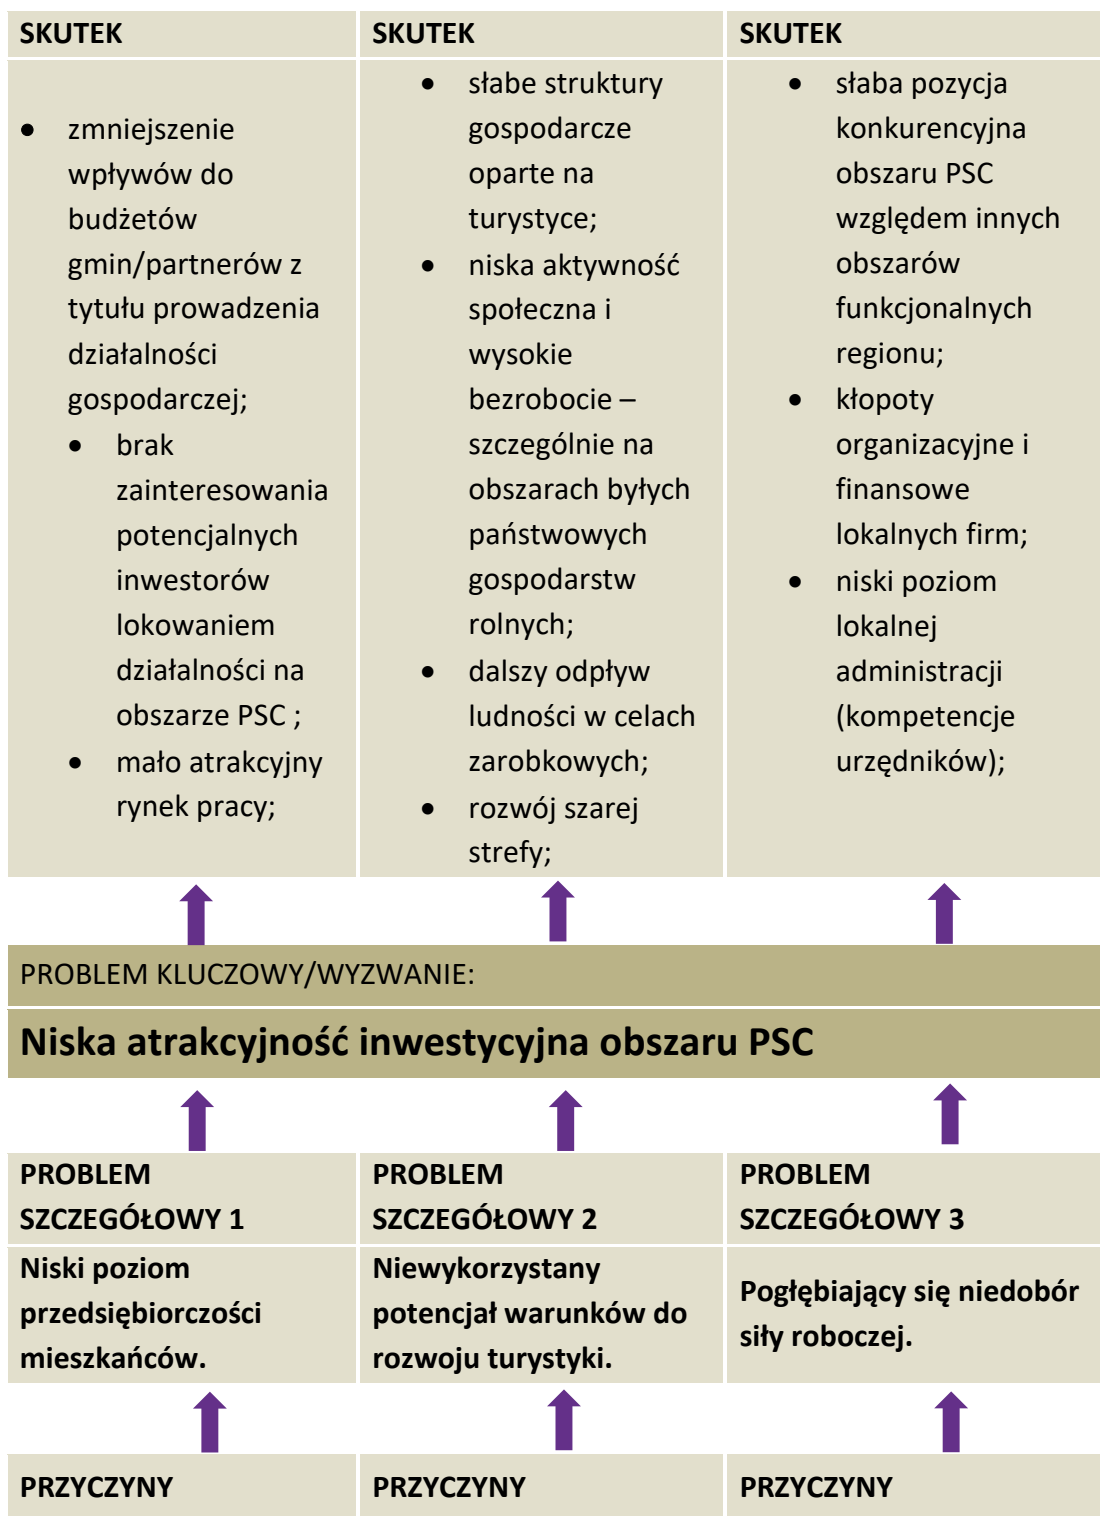 SKUTEK
zmniejszenie
wpływów do
budżetów
gmin/partnerów z
tytułu prowadzenia
działalności
gospodarczej;
brak
zainteresowania
potencjalnych
inwestorów
lokowaniem
działalności na
obszarze PSC ;
mało atrakcyjny
rynek pracy;
SKUTEK
słabe struktury
gospodarcze
oparte na
turystyce;
niska aktywność
społeczna i
wysokie
bezrobocie –
szczególnie na
obszarach byłych
państwowych
gospodarstw
rolnych;
dalszy odpływ
ludności w celach
zarobkowych;
rozwój szarej
strefy;
SKUTEK
słaba pozycja
konkurencyjna
obszaru PSC
względem innych
obszarów
funkcjonalnych
regionu;
kłopoty
organizacyjne i
finansowe
lokalnych firm;
niski poziom
lokalnej
administracji
(kompetencje
urzędników);
PROBLEM KLUCZOWY/WYZWANIE:
Niska atrakcyjność inwestycyjna obszaru PSC
PROBLEM
SZCZEGÓŁOWY 1
Niski poziom
przedsiębiorczości
mieszkańców.
PROBLEM
SZCZEGÓŁOWY 2
Niewykorzystany
potencjał warunków do
rozwoju turystyki.
PROBLEM
SZCZEGÓŁOWY 3
Pogłębiający się niedobór
siły roboczej.
PRZYCZYNY
PRZYCZYNY
PRZYCZYNY